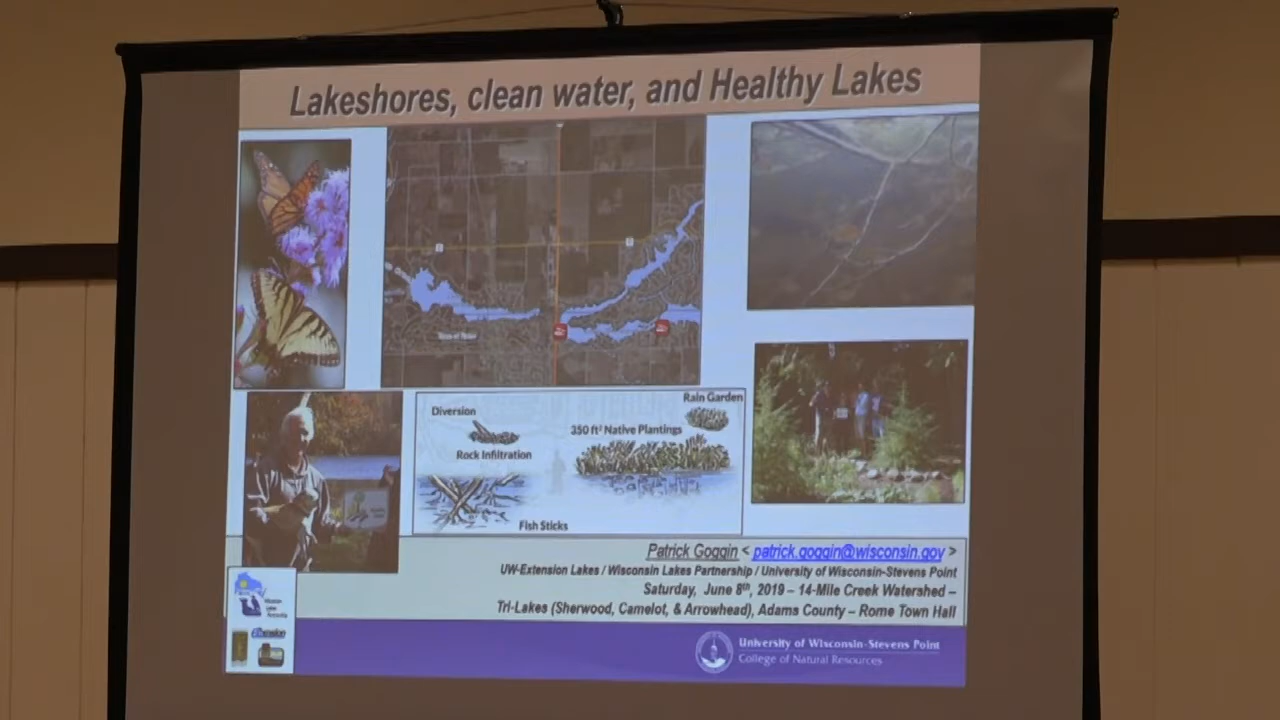 Lakeshores, clean water, and Healthy Lakes
Diversion
Rock Infiltration
Fish Sticks
350 ft² Native Plantings
Rain Garden
Patrick Goggin < patrick.goggin@wisconsin.gov >
UW-Extension Lakes / Wisconsin Lakes Partnership / University of Wisconsin-Stevens Point
Saturday, June 8th, 2019 – 14-Mile Creek Watershed –
Tri-Lakes (Sherwood, Camelot, & Arrowhead), Adams County – Rome Town Hall
University of Wisconsin-Stevens Point
College of Natural Resources